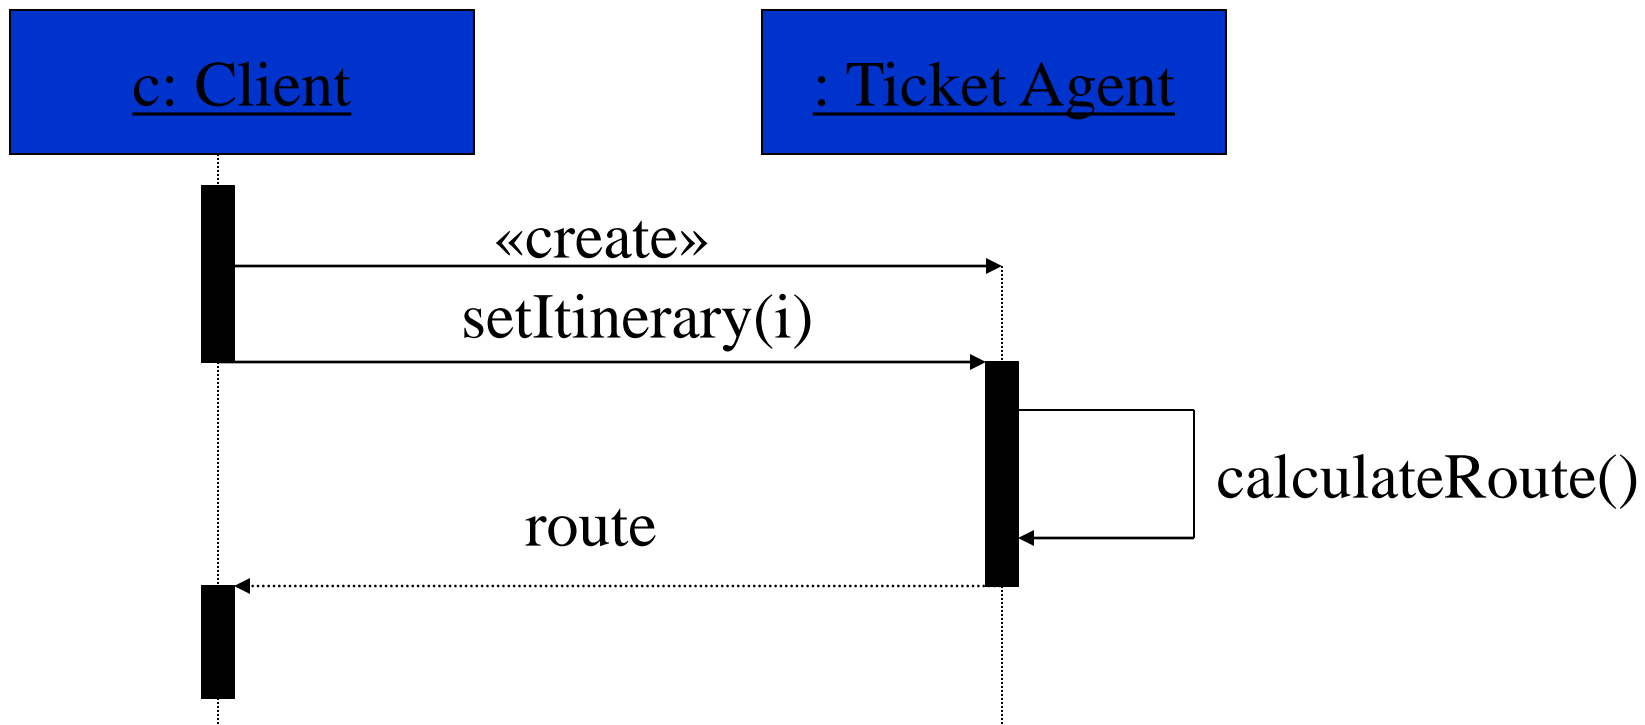 c: Client
: Ticket Agent
«create»
setItinerary(i)
calculateRoute()
route